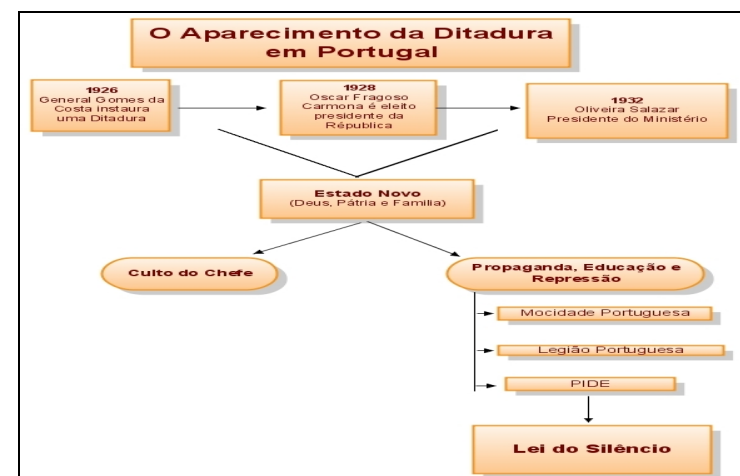 O Aparecimento da Ditadura
em Portugal
1926
General Gomes da
Costa instaura
uma Ditadura
1928
Oscar Fragoso
Carmona é eleito
presidente da
Républica
1932
Oliveira Salazar
Presidente do Ministério
Estado Novo
(Deus, Pátria e Familia)
Culto do Chefe
Propaganda, Educação e
Repressão
Mocidade Portuguesa
Legião Portuguesa
PIDE
Lei do Silêncio